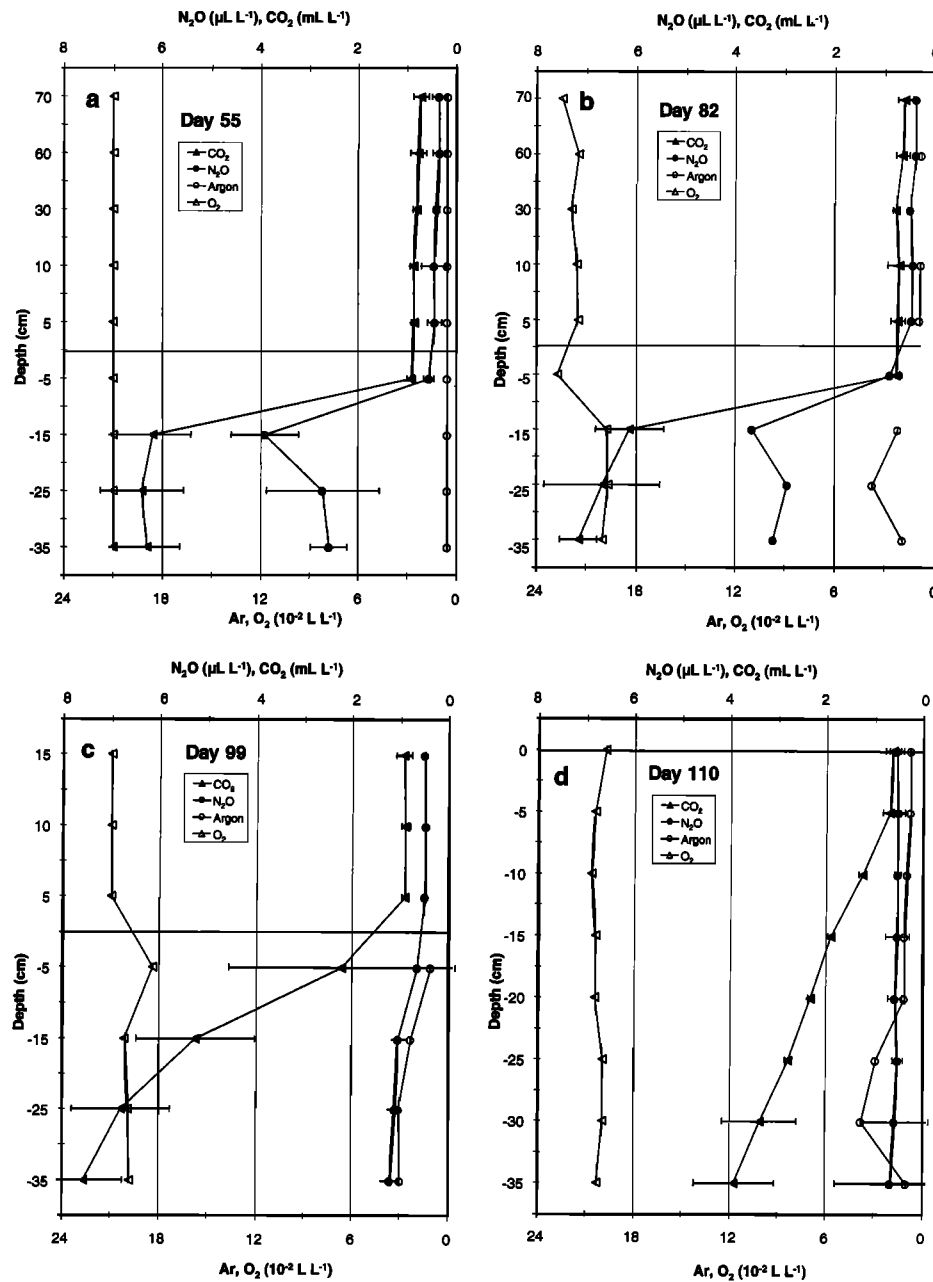 N₂O (µL L⁻¹), CO₂ (mL L⁻¹)
8 6 4 2 0
a
Day 55
CO₂
N₂O
Argon
O₂
Depth (cm)
70
60
30
10
5
-5
-15
-25
-35
24 18 12 6 0
Ar, O₂ (10⁻² L L⁻¹)
N₂O (µL L⁻¹), CO₂ (mL L⁻¹)
8 6 4 2 0
b
Day 82
CO₂
N₂O
Argon
O₂
Depth (cm)
70
60
30
10
5
-5
-15
-25
-35
24 18 12 6 0
Ar, O₂ (10⁻² L L⁻¹)
N₂O (µL L⁻¹), CO₂ (mL L⁻¹)
8 6 4 2 0
c
Day 99
CO₂
N₂O
Argon
O₂
Depth (cm)
15
10
5
-5
-15
-25
-35
24 18 12 6 0
Ar, O₂ (10⁻² L L⁻¹)
N₂O (µL L⁻¹), CO₂ (mL L⁻¹)
8 6 4 2 0
d
Day 110
CO₂
N₂O
Argon
O₂
Depth (cm)
0
-5
-10
-15
-20
-25
-30
-35
24 18 12 6 0
Ar, O₂ (10⁻² L L⁻¹)